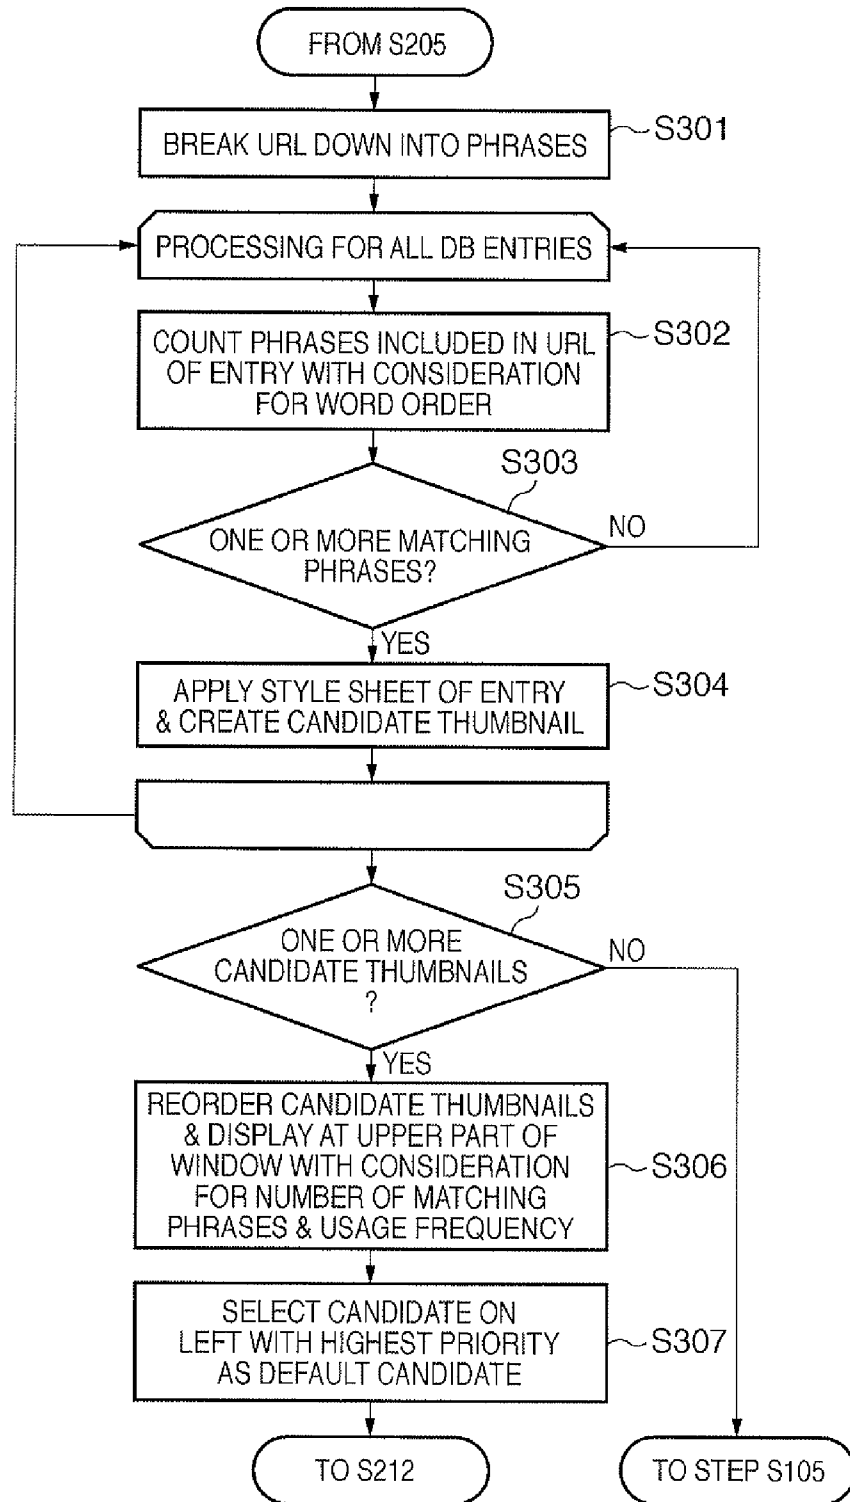 FROM S205
BREAK URL DOWN INTO PHRASES
S301
PROCESSING FOR ALL DB ENTRIES
COUNT PHRASES INCLUDED IN URL
OF ENTRY WITH CONSIDERATION
FOR WORD ORDER
S302
S303
ONE OR MORE MATCHING
PHRASES?
NO
YES
APPLY STYLE SHEET OF ENTRY
& CREATE CANDIDATE THUMBNAIL
S304
S305
ONE OR MORE
CANDIDATE THUMBNAILS
?
NO
YES
REORDER CANDIDATE THUMBNAILS
& DISPLAY AT UPPER PART OF
WINDOW WITH CONSIDERATION
FOR NUMBER OF MATCHING
PHRASES & USAGE FREQUENCY
S306
SELECT CANDIDATE ON
LEFT WITH HIGHEST PRIORITY
AS DEFAULT CANDIDATE
S307
TO S212
TO STEP S105